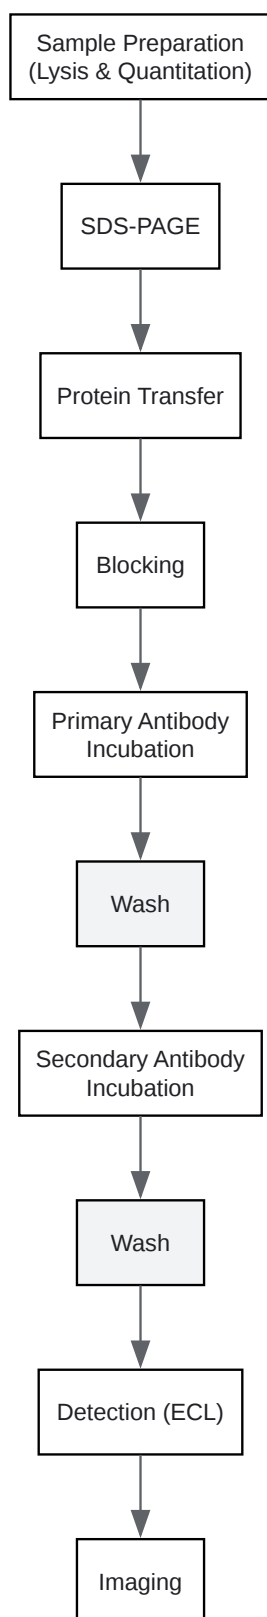 Sample Preparation
(Lysis & Quantitation)
SDS-PAGE
Protein Transfer
Blocking
Primary Antibody
Incubation
Wash
Secondary Antibody
Incubation
Wash
Detection (ECL)
Imaging